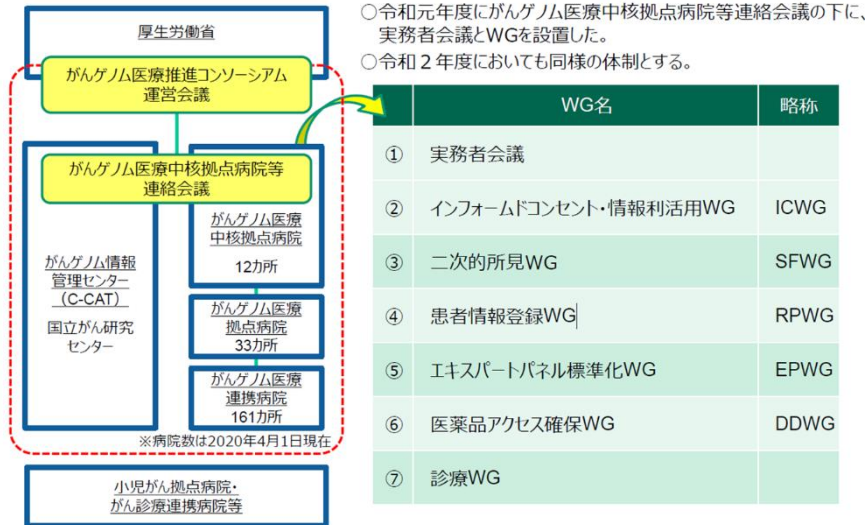 厚生労働省
がんゲノム医療推進コンソーシアム
運営会議
がんゲノム医療中核拠点病院等
連絡会議
がんゲノム情報
管理センター
（C-CAT）
国立がん研究
センター
がんゲノム医療
中核拠点病院
12カ所
がんゲノム医療
拠点病院
33カ所
がんゲノム医療
連携病院
161カ所
※病院数は2020年4月1日現在
小児がん拠点病院・
がん診療連携病院等
○令和元年度にがんゲノム医療中核拠点病院等連絡会議の下に、
実務者会議とWGを設置した。
○令和２年度においても同様の体制とする。
WG名 略称
① 実務者会議
② インフォームドコンセント・情報利活用WG ICWG
③ 二次的所見WG SFWG
④ 患者情報登録WG RPWG
⑤ エキスパートパネル標準化WG EPWG
⑥ 医薬品アクセス確保WG DDWG
⑦ 診療WG